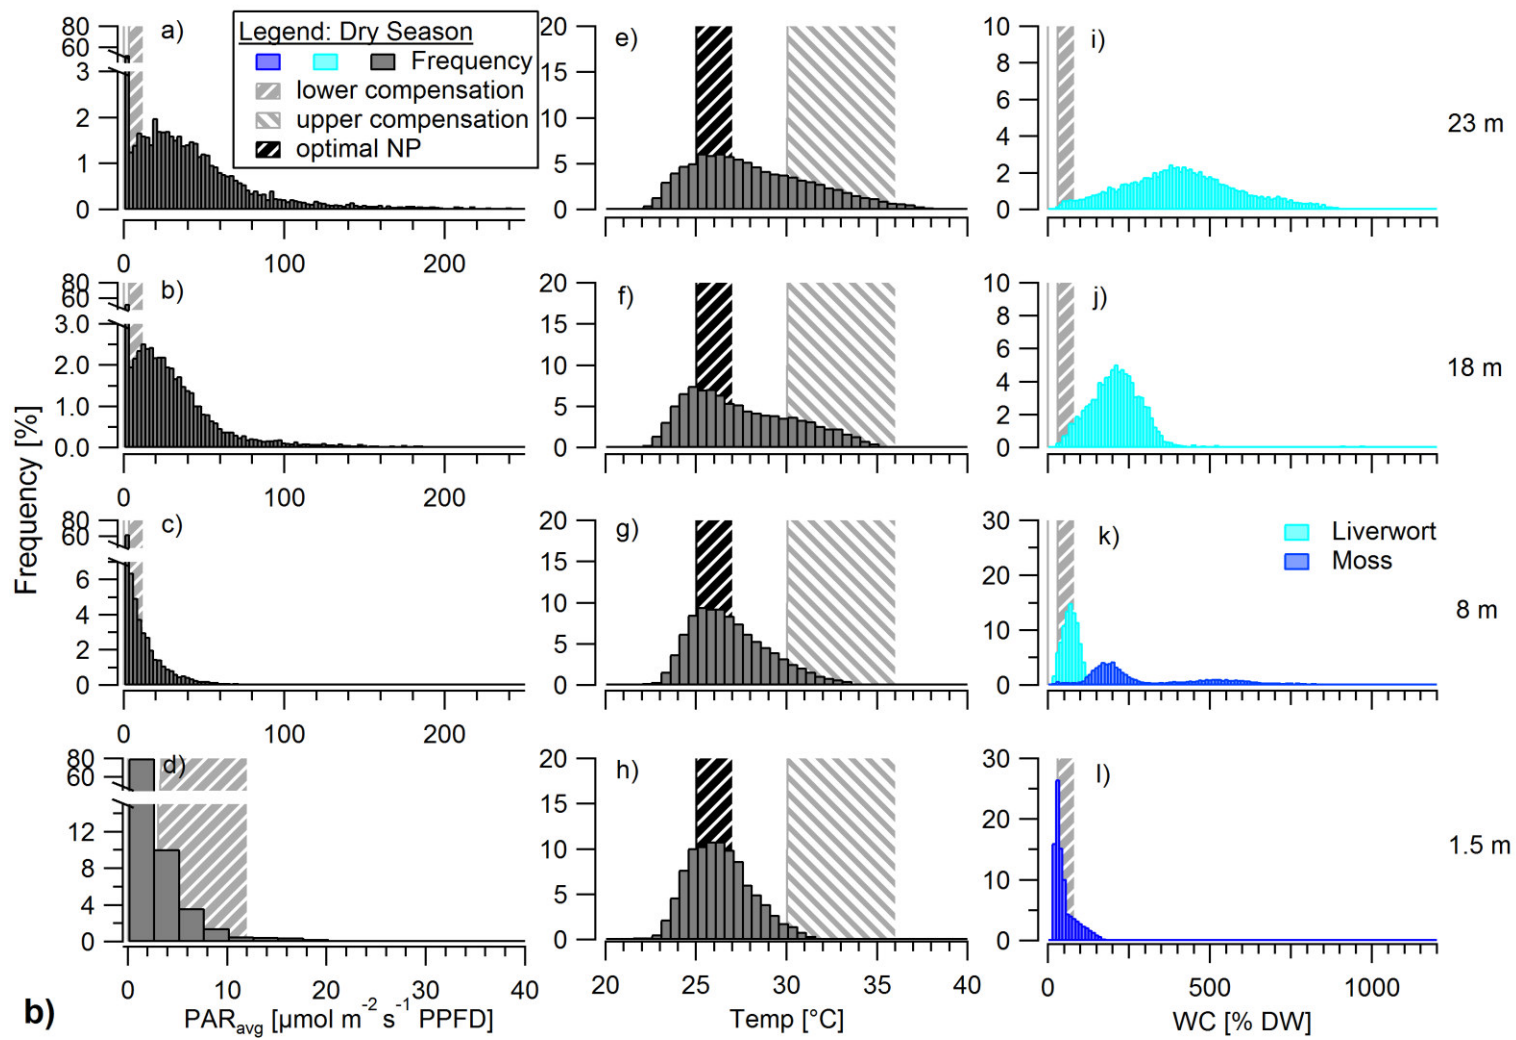 a)
Legend: Dry Season
Frequency
lower compensation
upper compensation
optimal NP
80
60
3
2
1
0
0 100 200
e)
20
15
10
5
0
i)
10
8
6
4
2
0
23 m
b)
80
60
3.0
2.0
1.0
0.0
0 100 200
f)
20
15
10
5
0
j)
10
8
6
4
2
0
18 m
Frequency [%]
c)
80
60
6
4
2
0
0 100 200
g)
20
15
10
5
0
k)
Liverwort
Moss
30
20
10
0
8 m
d)
80
60
12
8
4
0
0 10 20 30 40
h)
20
15
10
5
0
20 25 30 35 40
l)
30
20
10
0
0 500 1000
1.5 m
b)
PARavg [µmol m-2 s-1 PPFD]
Temp [°C]
WC [% DW]